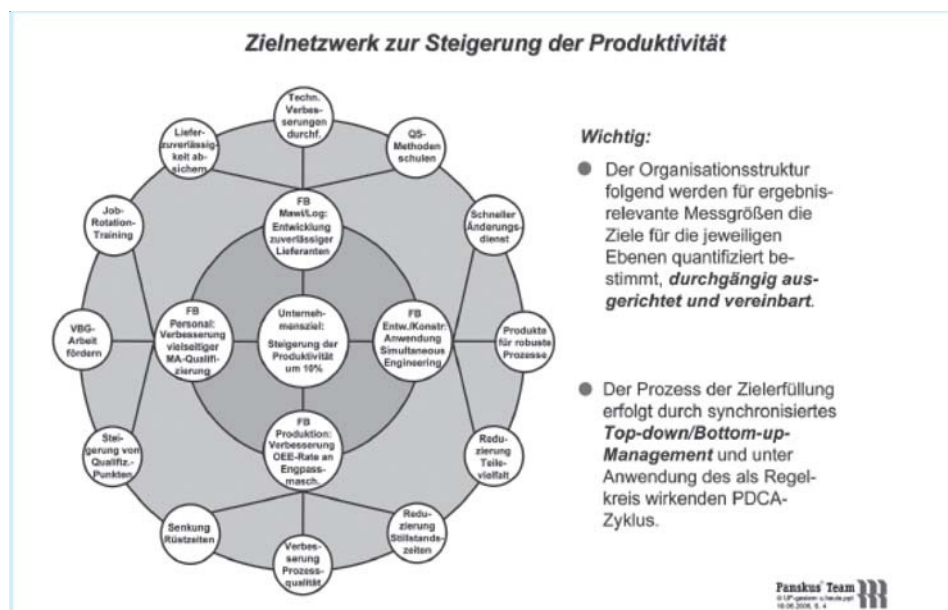 Zielnetzwerk zur Steigerung der Produktivität
Techn.
Verbes-
serungen
durchf.
Liefer-
zuverlässig-
keit ab-
sichern
QS-
Methoden
schulen
Job-
Rotation-
Training
FB
Mawi/Log:
Entwicklung
zuverlässiger
Lieferanten
Schneller
Änderungs-
dienst
VBG-
Arbeit
fördern
FB
Personal:
Verbesserung
vielseitiger
MA-Qualifi-
zierung
Unterneh-
mensziel:
Steigerung der
Produktivität
um 10%
FB
Entw./Konstr:
Anwendung
Simultaneous
Engineering
Produkte
für robuste
Prozesse
Stei-
gerung von
Qualifiz.-
Punkten
FB
Produktion:
Verbesserung
OEE-Rate an
Engpass-
masch.
Redu-
zierung
Teile-
vielfalt
Senkung
Rüstzeiten
Verbes-
serung
Prozess-
qualität
Redu-
zierung
Stillstands-
zeiten
Wichtig:
Der Organisationsstruktur
folgend werden für ergebnis-
relevante Messgrößen die
Ziele für die jeweiligen
Ebenen quantifiziert be-
stimmt, durchgängig aus-
gerichtet und vereinbart.
Der Prozess der Zielerfüllung
erfolgt durch synchronisiertes
Top-down/Bottom-up-
Management und unter
Anwendung des als Regel-
kreis wirkenden PDCA-
Zyklus.
Panskus' Team